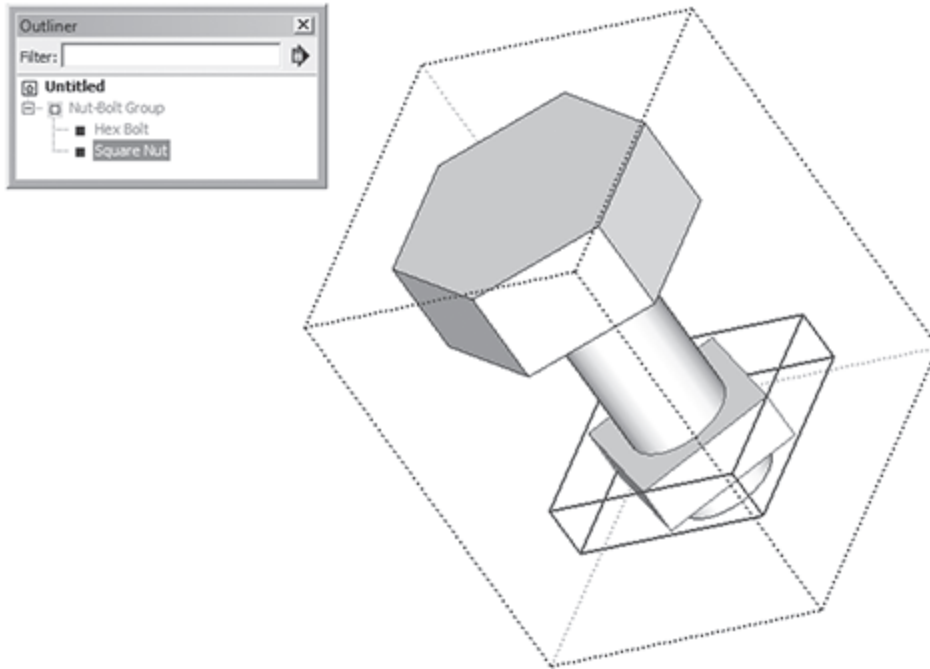 Outliner
Filter:
Untitled
Nut-Bolt Group
Hex Bolt
Square Nut